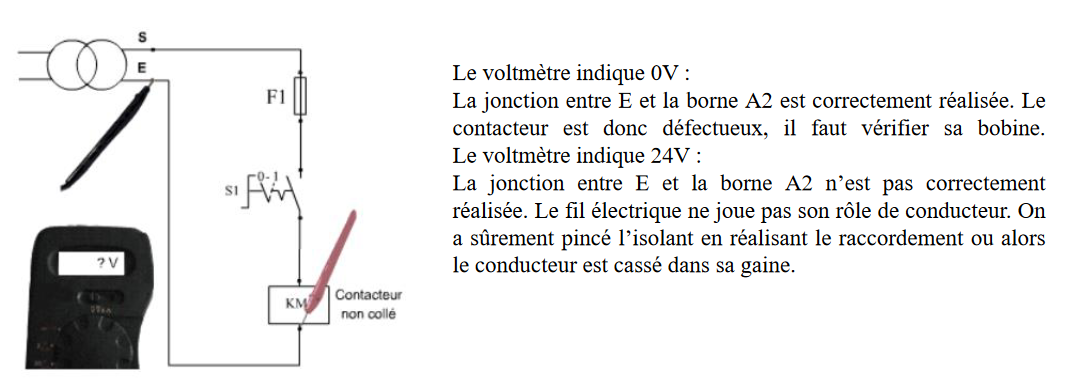 S
E
F1
0-1
S1
? V
KM
Contacteur
non collé
Le voltmètre indique 0V :
La jonction entre E et la borne A2 est correctement réalisée. Le
contacteur est donc défectueux, il faut vérifier sa bobine.
Le voltmètre indique 24V :
La jonction entre E et la borne A2 n’est pas correctement
réalisée. Le fil électrique ne joue pas son rôle de conducteur. On
a sûrement pincé l’isolant en réalisant le raccordement ou alors
le conducteur est cassé dans sa gaine.